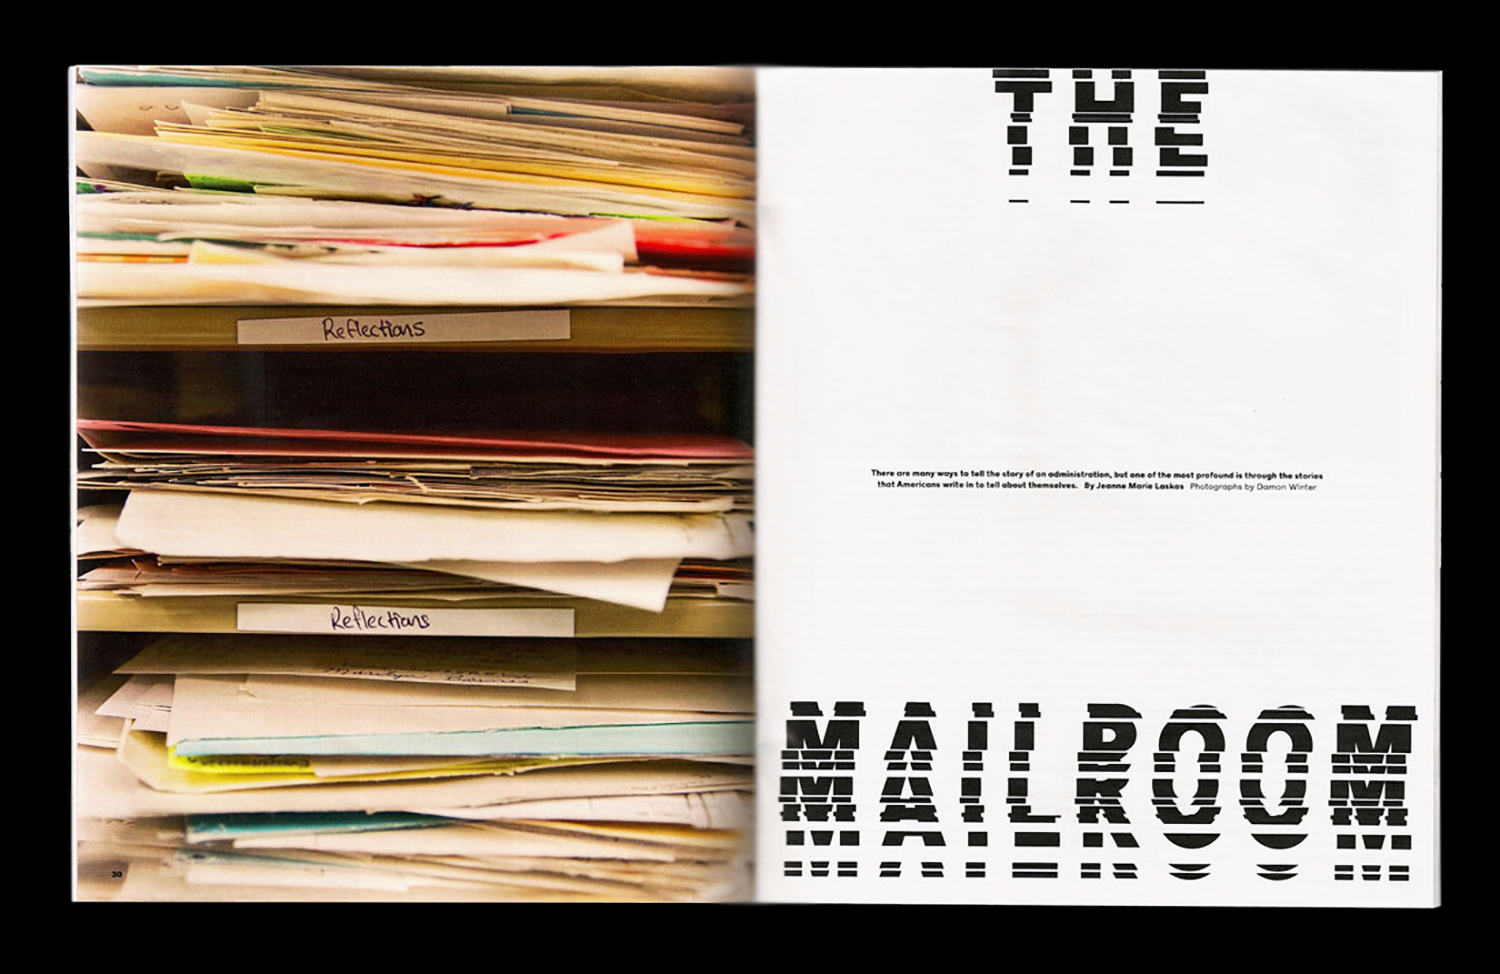 Reflections
Reflections
30
THE
There are many ways to tell the story of an administration, but one of the most profound is through the stories
that Americans write in to tell about themselves. By Jeanne Marie Laskas Photographs by Damon Winter
MAILROOM